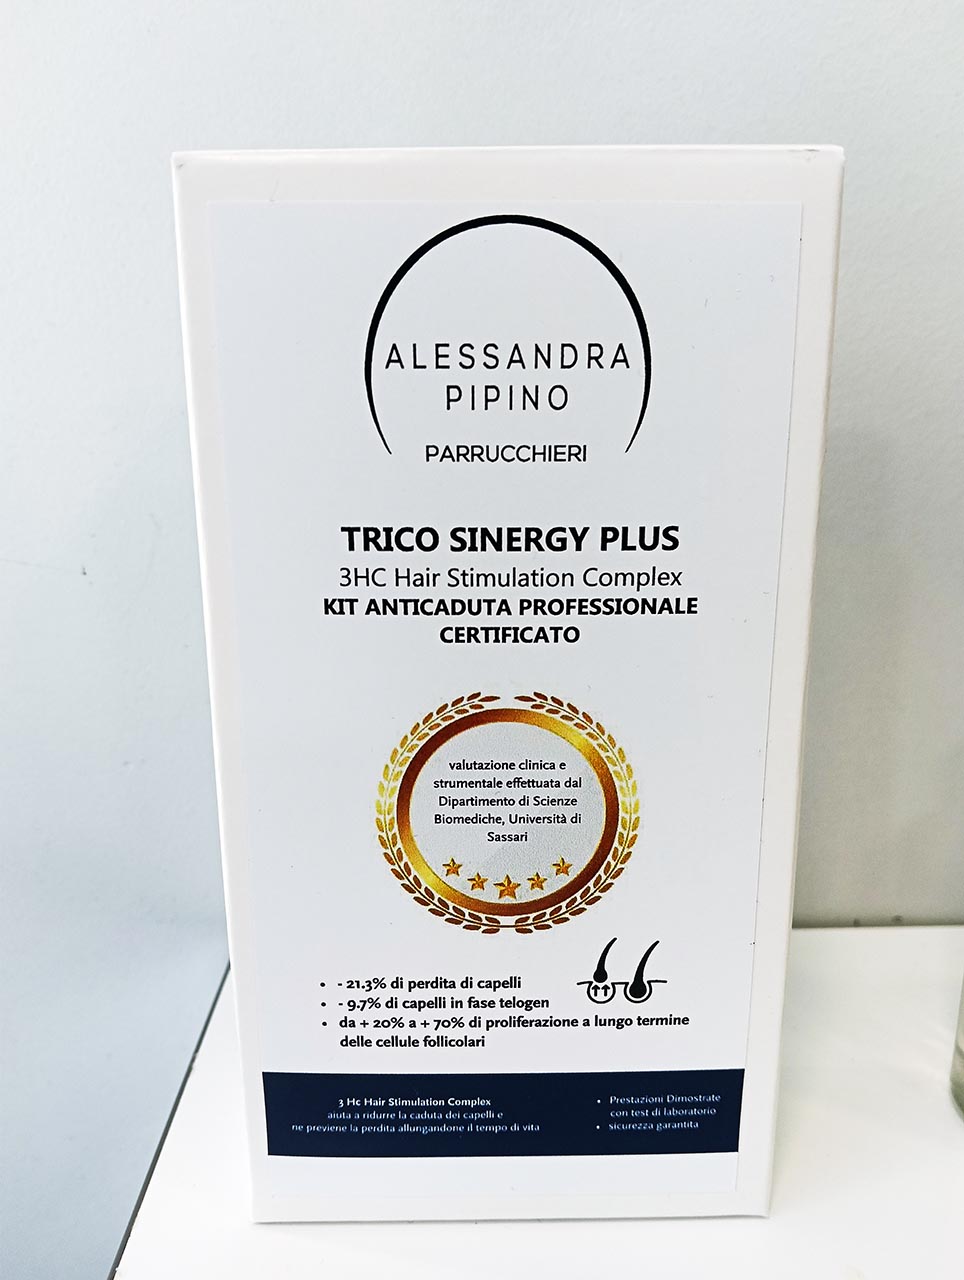 ALESSANDRA
PIPINO
PARRUCCHIERI
TRICO SINERGY PLUS
3HC Hair Stimulation Complex
KIT ANTICADUTA PROFESSIONALE
CERTIFICATO
valutazione clinica e
strumentale effettuata dal
Dipartimento di Scienze
Biomediche, Università di
Sassari
• - 21.3% di perdita di capelli
• - 9.7% di capelli in fase telogen
• da + 20% a + 70% di proliferazione a lungo termine
delle cellule follicolari
3 Hc Hair Stimulation Complex
aiuta a ridurre la caduta dei capelli e
ne previene la perdita allungandone il tempo di vita
• Prestazioni Dimostrate
con test di laboratorio
• sicurezza garantita